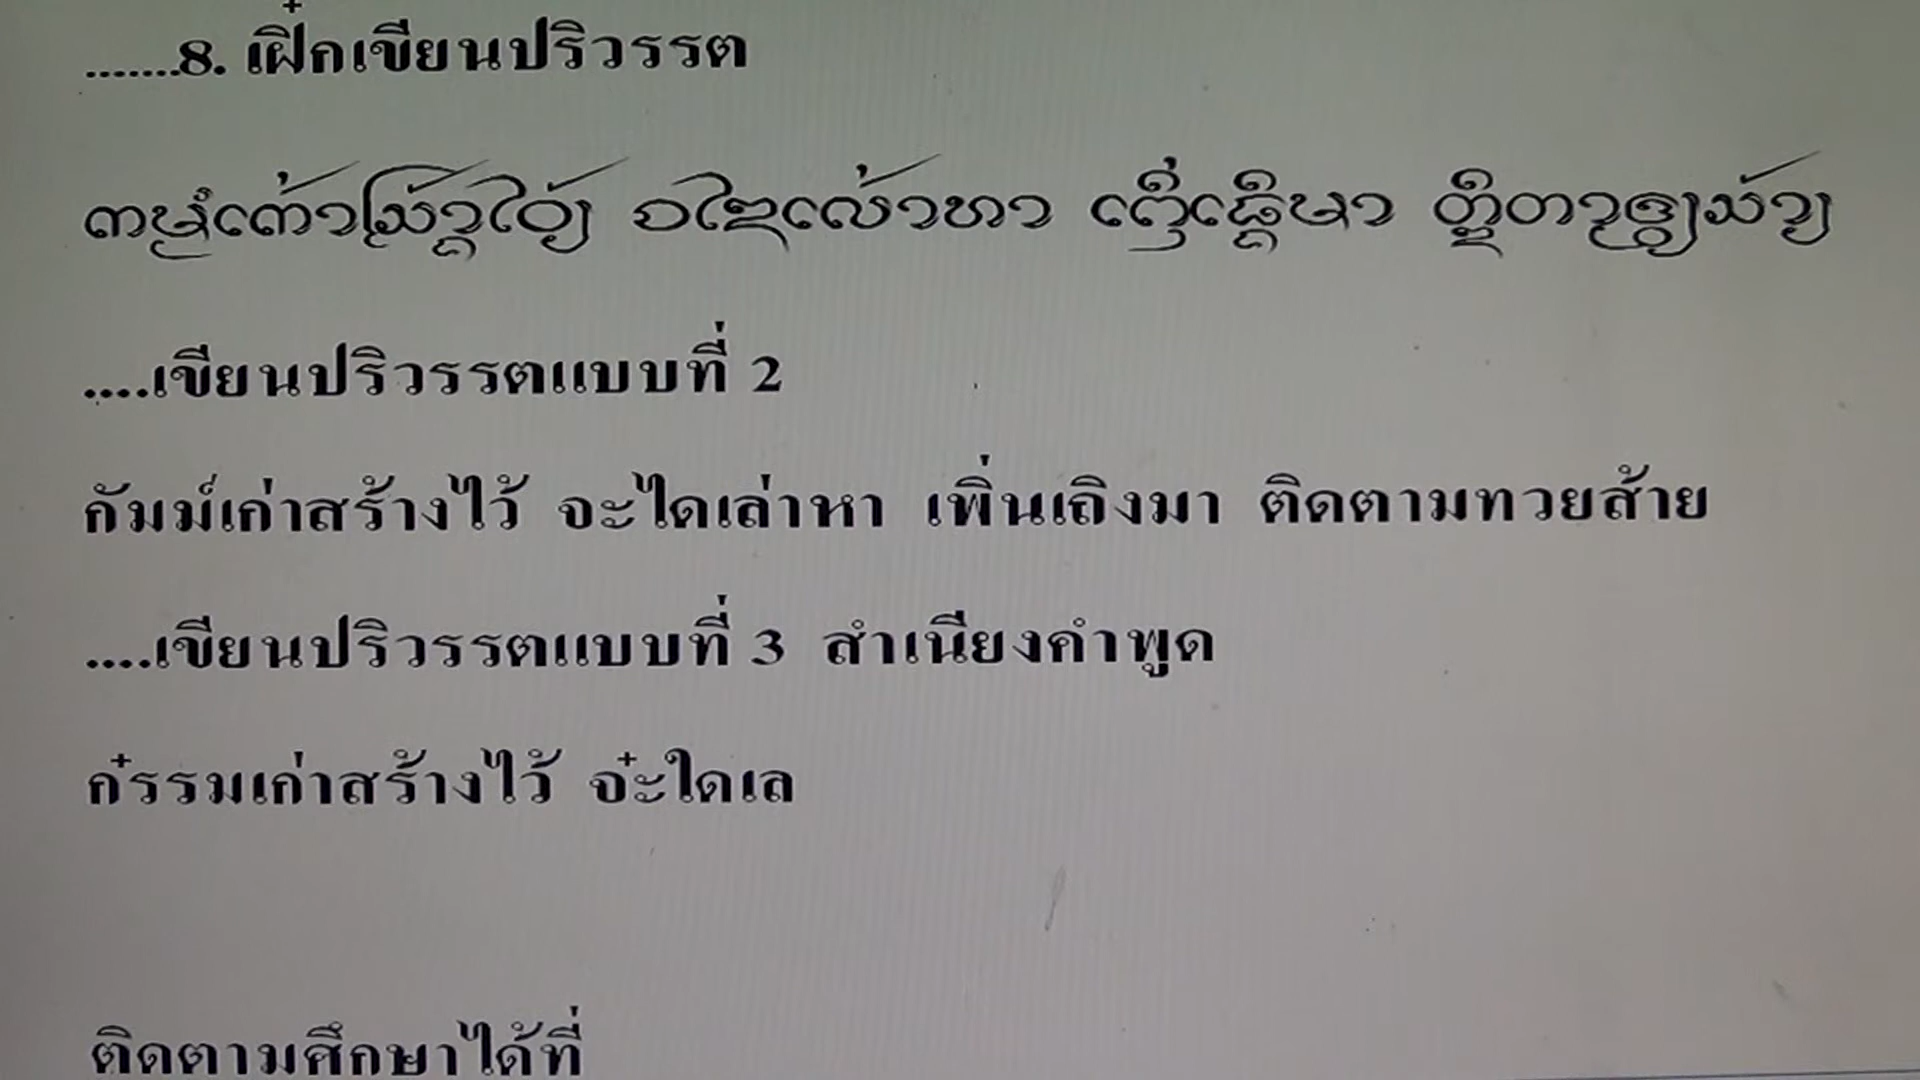 .......8. เฝิ๋กเขียนปริวรรต
....เขียนปริวรรตแบบที่ 2
กัมม์เก่าสร้างไว้ จะไดเล่าหา เพิ่นเถิงมา ติดตามทวยส้าย
....เขียนปริวรรตแบบที่ 3 สำเนียงคำพูด
ก๋รรมเก่าสร้างไว้ จ๋ะใดเล
ติดตามศึกษาได้ที่